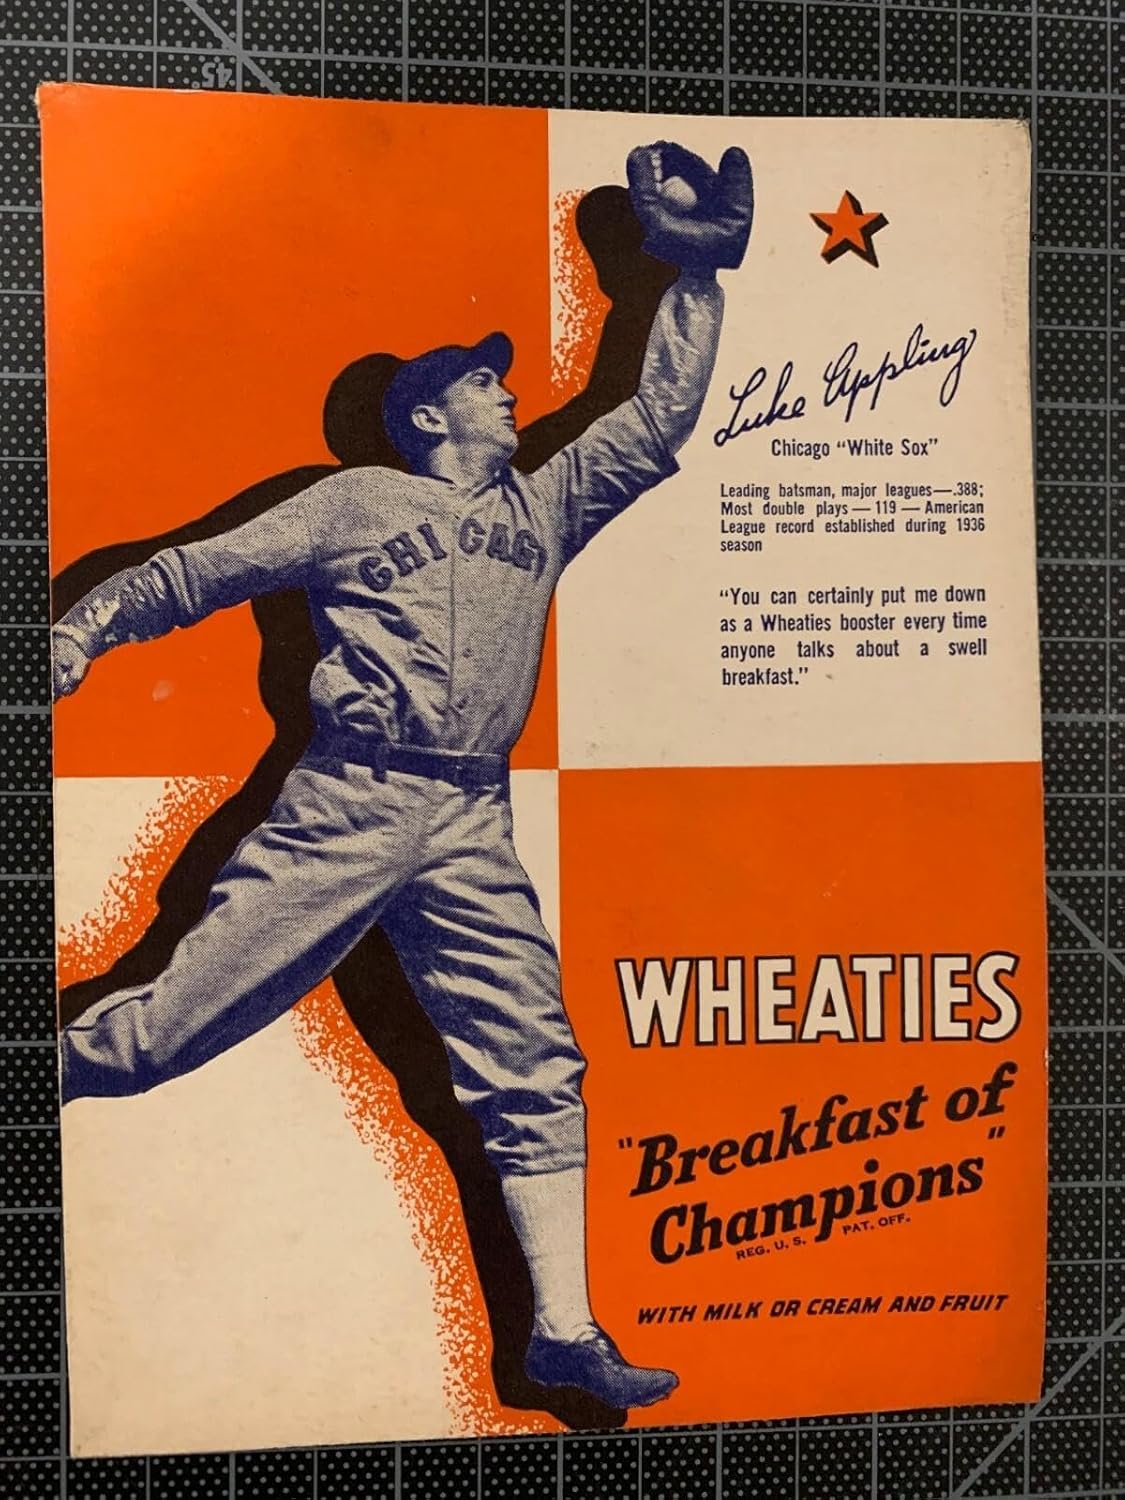 45
Luke Appling
Chicago "White Sox"
Leading batsman, major leagues—.388;
Most double plays — 119 — American
League record established during 1936
season
"You can certainly put me down
as a Wheaties booster every time
anyone talks about a swell
breakfast."
CHICAGO
WHEATIES
"Breakfast of
Champions"
REG. U. S. PAT. OFF.
WITH MILK OR CREAM AND FRUIT